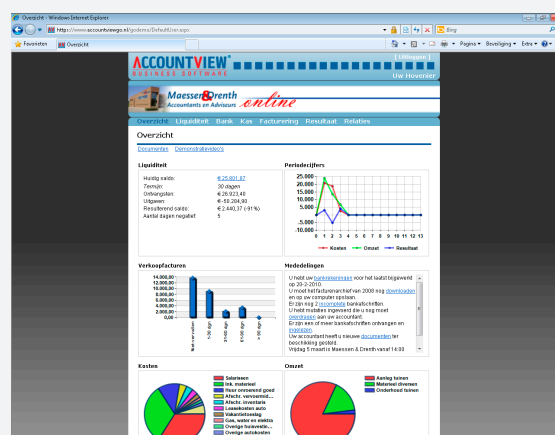 Overzicht - Windows Internet Explorer
http://www.accountviewgo.nl/godemo/DefaultUser.aspx
Bing
Favorieten
Overzicht
Pagina
Beveiliging
Extra
ACCOUNTVIEW
BUSINESS SOFTWARE
[ Uitloggen ]
Uw Hovenier
Maessen & Drenth
Accountants en Adviseurs
online
Overzicht Liquiditeit Bank Kas Facturering Resultaat Relaties
Overzicht
Documenten Demonstratievideo's
Liquiditeit
Huidig saldo: € 25.801,87
Termijn: 30 dagen
Ontvangsten: € 26.923,40
Uitgaven: €-50.284,90
Resulterend saldo: € 2.440,37 (-91%)
Aantal dagen negatief 5
Periodecijfers
25.000
20.000
15.000
10.000
5.000
-5.000
-10.000
0 1 2 3 4 5 6 7 8 9 10 11 12 13
Kosten Omzet Resultaat
Verkoopfacturen
14.000,00
12.000,00
10.000,00
8.000,00
6.000,00
4.000,00
2.000,00
0,00
Niet vervallen
> 90 dgn
Mededelingen
U hebt uw bankrekeningen voor het laatst bijgewerkt
op 20-2-2010.
U moet het facturenarchief van 2008 nog downloaden
en op uw computer opslaan.
Er zijn nog 2 incomplete bankafschriften.
U hebt mutaties ingevoerd die u nog moet
overdragen aan uw accountant.
Er zijn een of meer bankafschriften ontvangen en
ingelezen.
Uw accountant heeft u nieuwe documenten ter
beschikking gesteld.
Vrijdag 5 maart is Maessen & Drenth vanaf 14:00
Kosten
Salarissen
Ink. materieel
Huur onroerend goed
Afschr. vervoermid...
Afschr. inventaris
Leasekosten auto
Vakantietoeslag
Gas, water en elektra
Overige huisvestin...
Overige autokosten
Omzet
Aanleg tuinen
Materieel diversen
Onderhoud tuinen